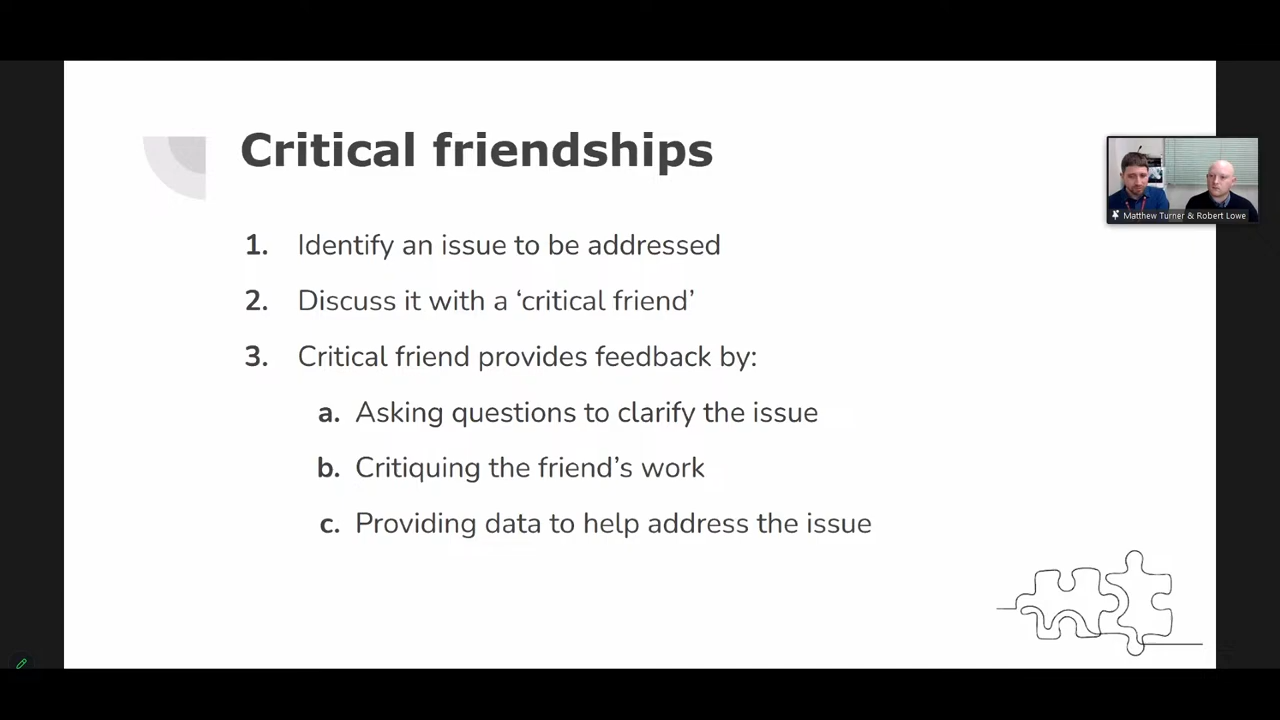 Critical friendships
1. Identify an issue to be addressed
2. Discuss it with a ‘critical friend’
3. Critical friend provides feedback by:
a. Asking questions to clarify the issue
b. Critiquing the friend’s work
c. Providing data to help address the issue
Matthew Turner & Robert Lowe